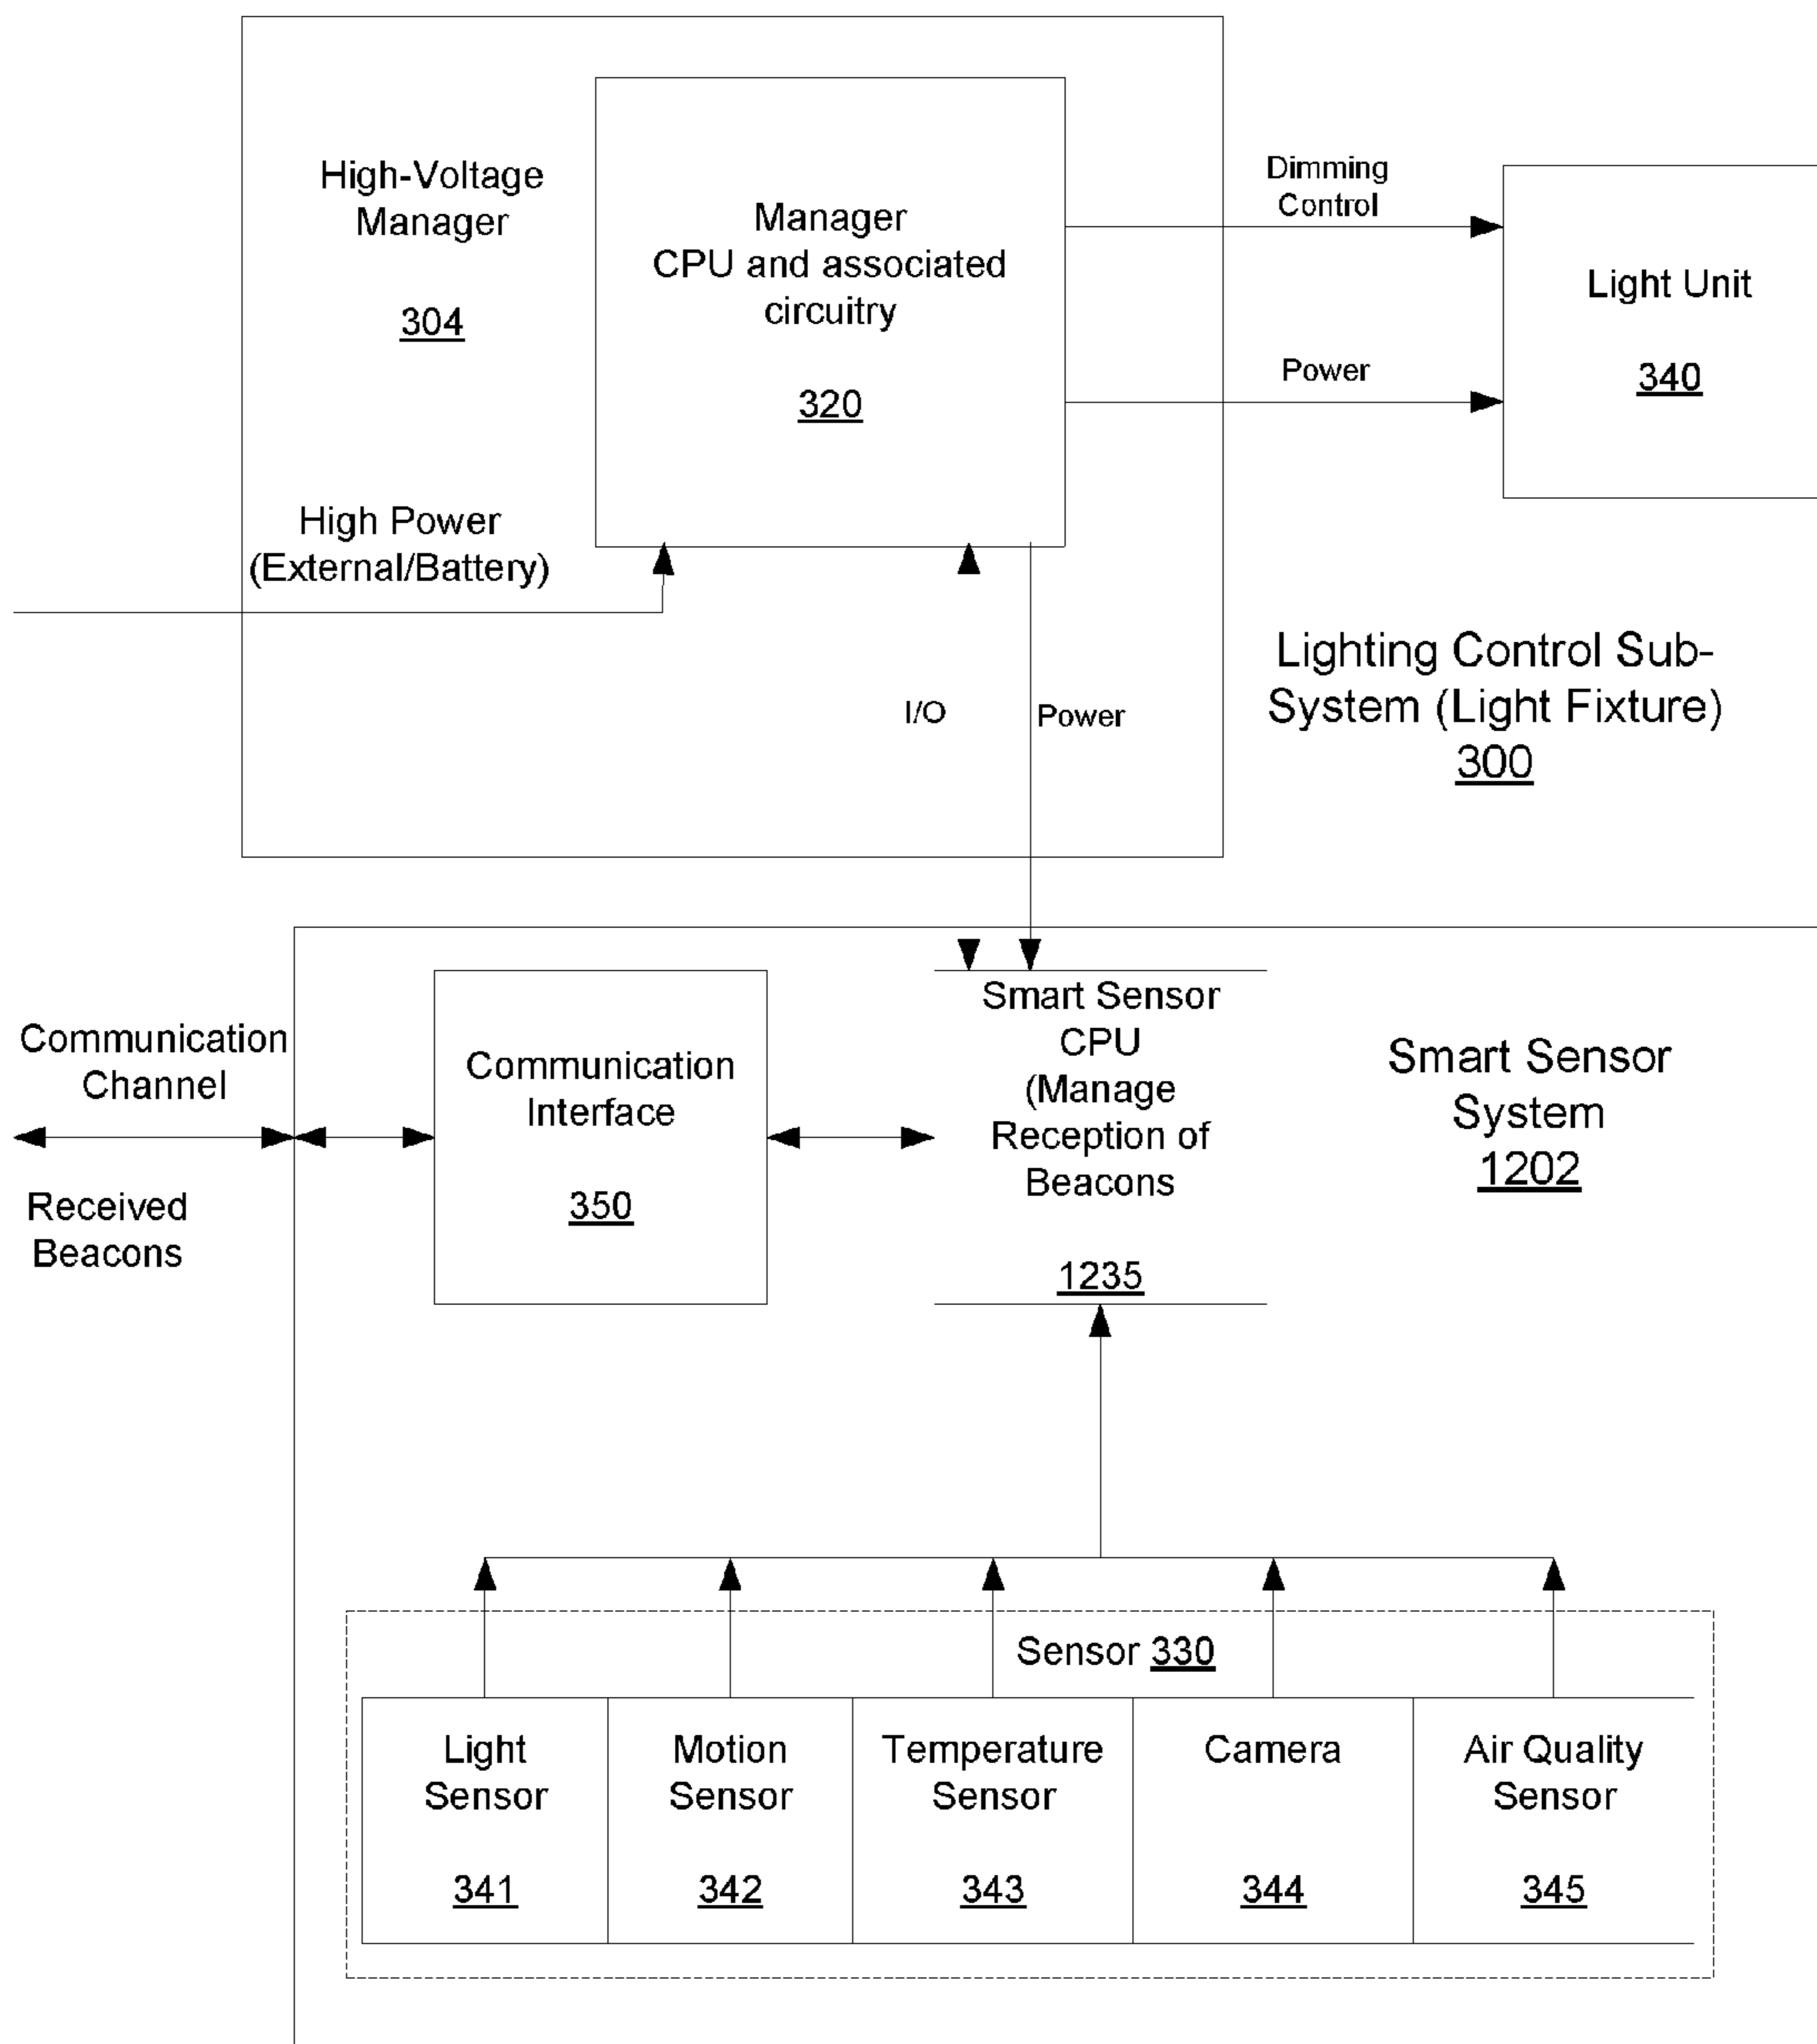 High-Voltage
Manager
304
Manager
CPU and associated
circuitry
320
Dimming
Control
Power
Light Unit
340
High Power
(External/Battery)
I/O
Power
Lighting Control Sub-
System (Light Fixture)
300
Communication
Channel
Received
Beacons
Communication
Interface
350
Smart Sensor
CPU
(Manage
Reception of
Beacons
1235
Smart Sensor
System
1202
Sensor 330
Light
Sensor
341
Motion
Sensor
342
Temperature
Sensor
343
Camera
344
Air Quality
Sensor
345